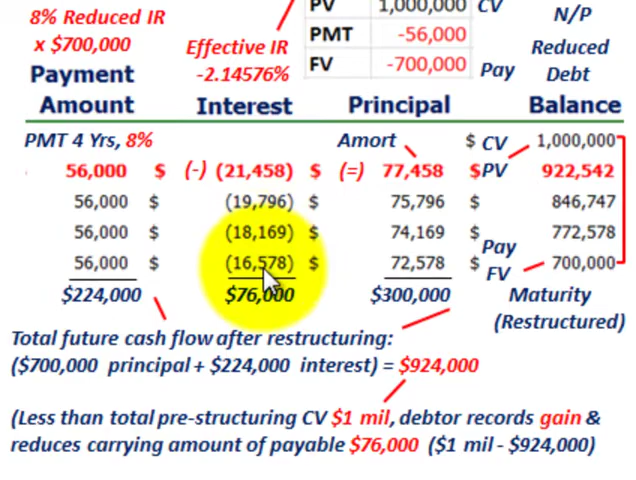 8% Reduced IR
x $700,000
Payment
Amount
Effective IR
-2.14576%
Interest
PV 1,000,000 CV
PMT -56,000
FV -700,000 Pay
Principal
N/P
Reduced
Debt
Balance
PMT 4 Yrs, 8% Amort $ CV 1,000,000
56,000 $ (-) (21,458) $ (=) 77,458 $PV 922,542
56,000 $ (19,796) $ 75,796 $ 846,747
56,000 $ (18,169) $ 74,169 $ 772,578
56,000 $ (16,578) $ 72,578 $ Pay FV 700,000
$224,000 $76,000 $300,000 Maturity
(Restructured)
Total future cash flow after restructuring:
($700,000 principal + $224,000 interest) = $924,000
(Less than total pre-structuring CV $1 mil, debtor records gain &
reduces carrying amount of payable $76,000 ($1 mil - $924,000)